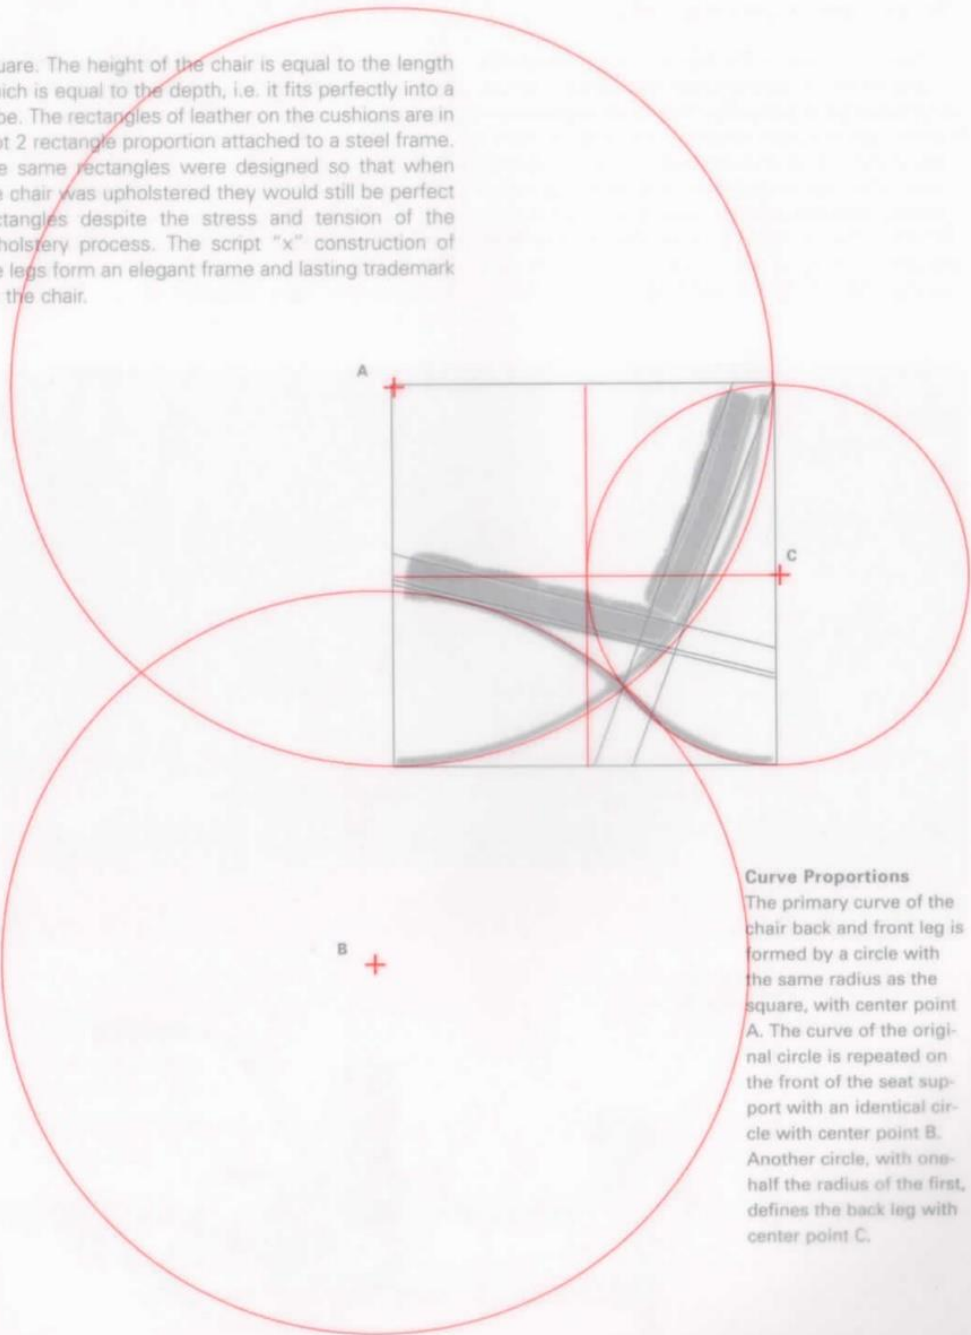 uare. The height of the chair is equal to the length
hich is equal to the depth, i.e. it fits perfectly into a
be. The rectangles of leather on the cushions are in
ot 2 rectangle proportion attached to a steel frame.
e same rectangles were designed so that when
e chair was upholstered they would still be perfect
ctangles despite the stress and tension of the
holstery process. The script "x" construction of
e legs form an elegant frame and lasting trademark
the chair.
A
C
B
Curve Proportions
The primary curve of the
chair back and front leg is
formed by a circle with
the same radius as the
square, with center point
A. The curve of the origi-
nal circle is repeated on
the front of the seat sup-
port with an identical cir-
cle with center point B.
Another circle, with one-
half the radius of the first,
defines the back leg with
center point C.